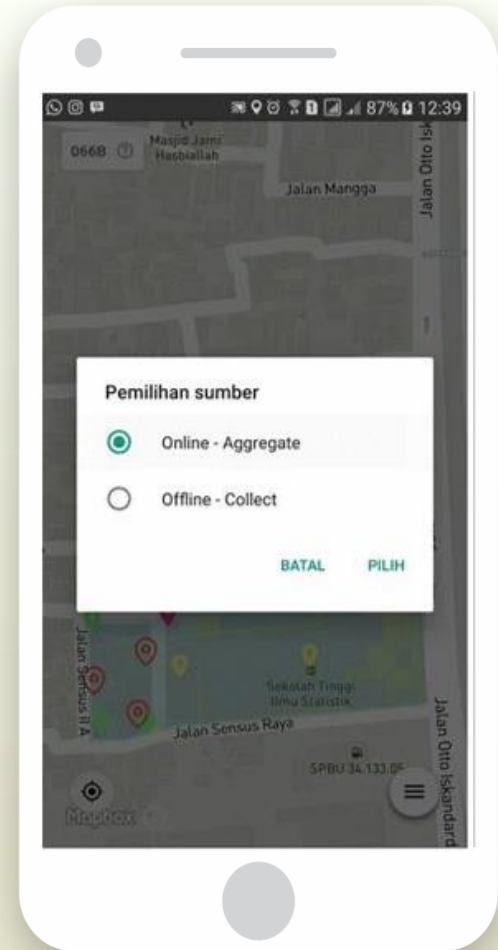 87% 12:39
066B
Masjid Jami
Hasbiallah
Jalan Mangga
Jalan Otto Isk
Pemilihan sumber
Online - Aggregate
Offline - Collect
BATAL PILIH
Jalan Sensus II A
Sekolah Tinggi
Ilmu Statistik
Jalan Sensus Raya
SPBU 34.133.05
Jalan Otto Iskandard
Mapbox